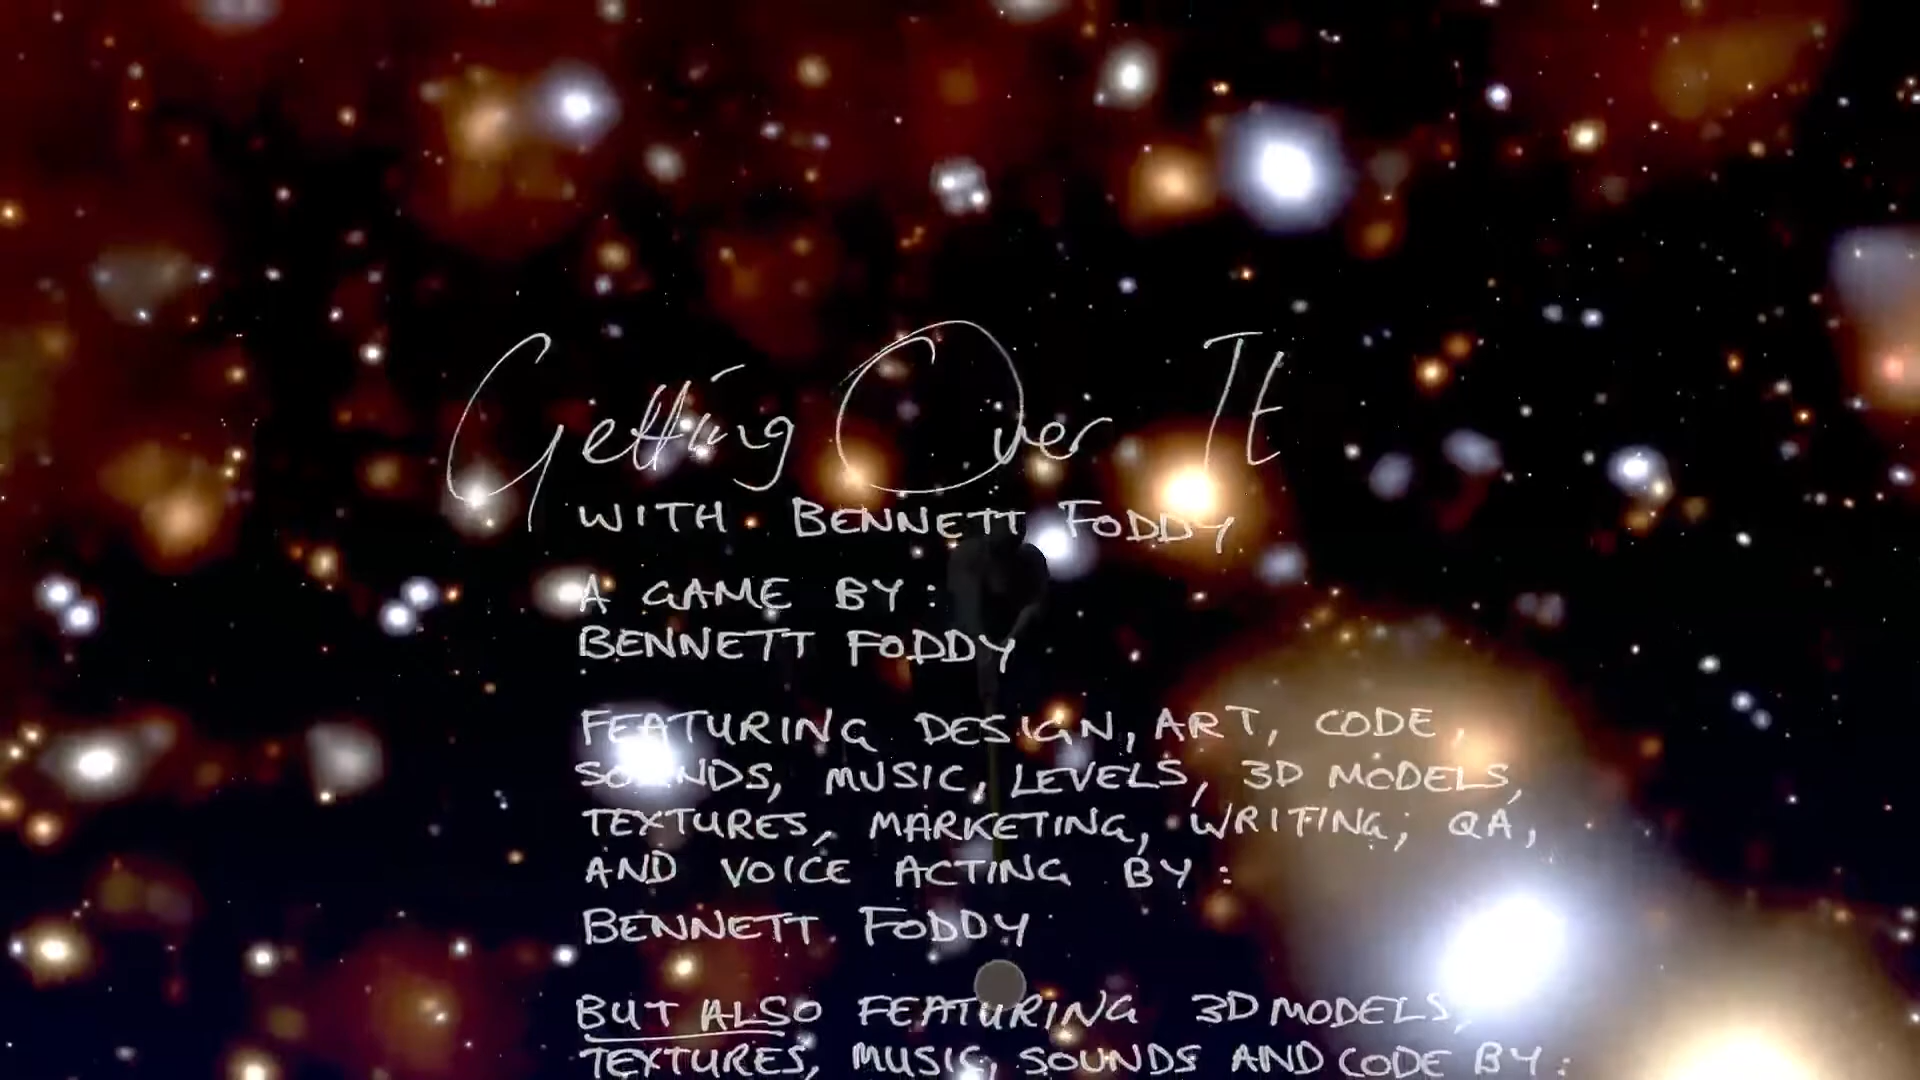 Getting Over It
WITH BENNETT FODDY
A GAME BY:
BENNETT FODDY
FEATURING DESIGN, ART, CODE,
SOUNDS, MUSIC, LEVELS, 3D MODELS,
TEXTURES, MARKETING, WRITING, QA,
AND VOICE ACTING BY:
BENNETT FODDY
BUT ALSO FEATURING 3D MODELS,
TEXTURES, MUSIC, SOUNDS AND CODE BY: